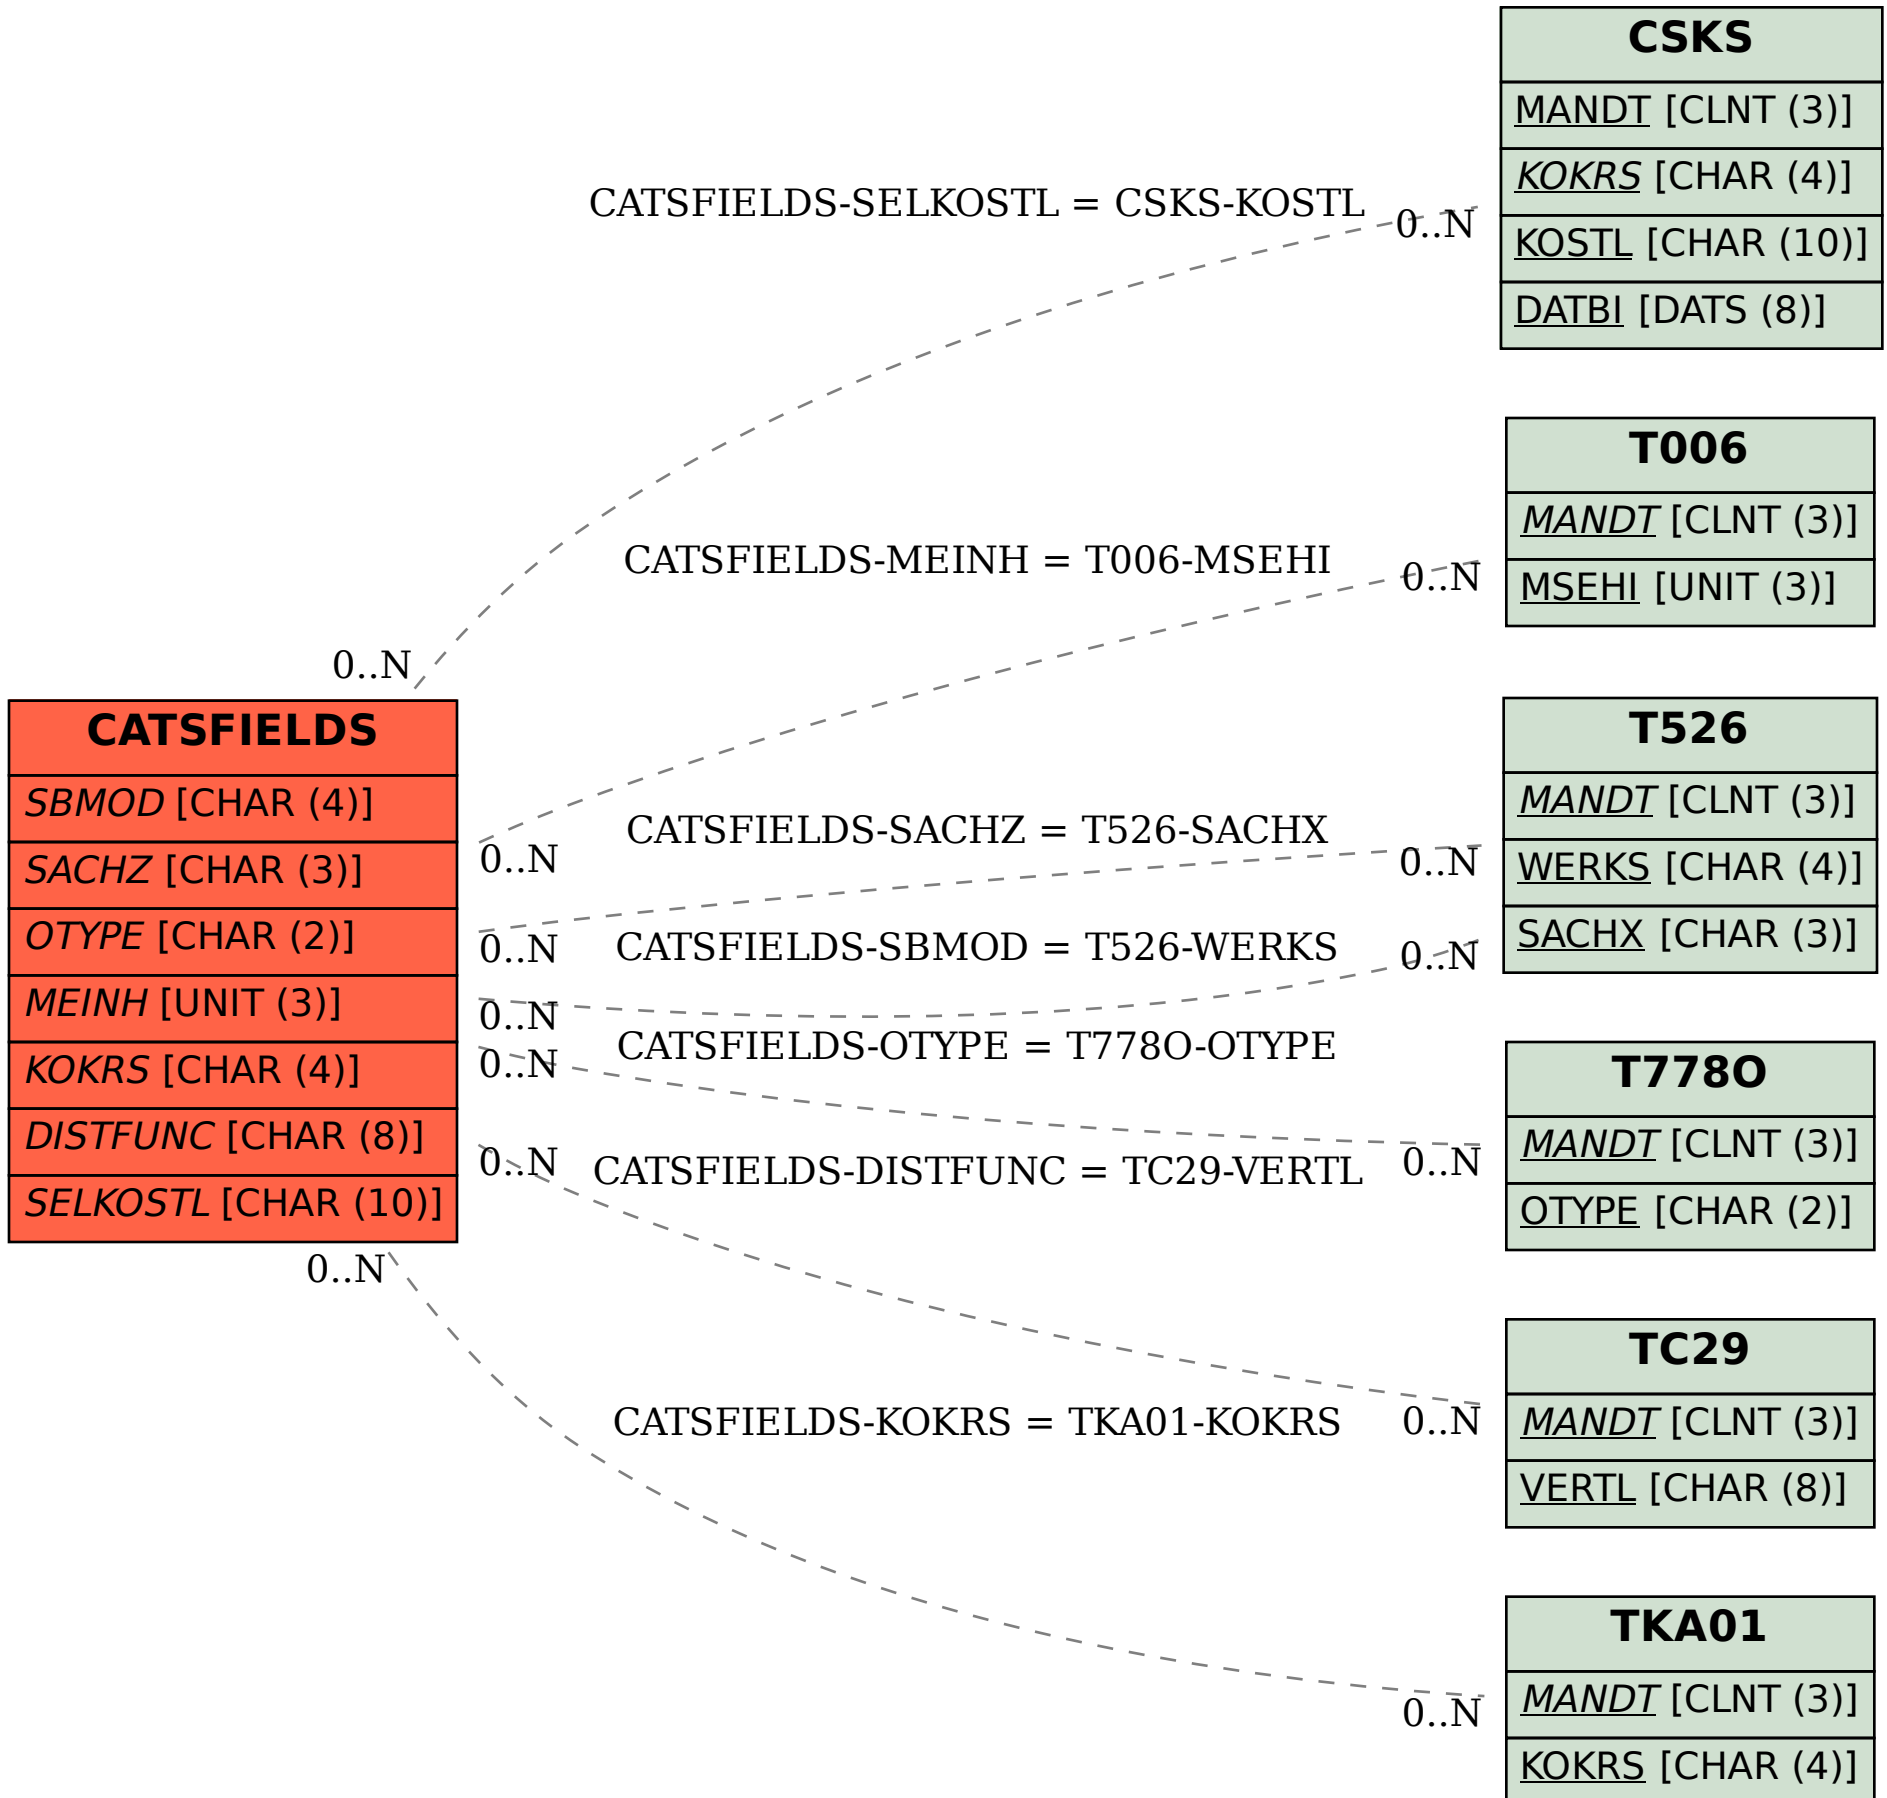 CSKS
MANDT [CLNT (3)]
KOKRS [CHAR (4)]
KOSTL [CHAR (10)]
DATBI [DATS (8)]
CATSFIELDS-SELKOSTL = CSKS-KOSTL
0..N
0..N
T006
MANDT [CLNT (3)]
MSEHI [UNIT (3)]
CATSFIELDS-MEINH = T006-MSEHI
0..N
0..N
CATSFIELDS
SBMOD [CHAR (4)]
SACHZ [CHAR (3)]
OTYPE [CHAR (2)]
MEINH [UNIT (3)]
KOKRS [CHAR (4)]
DISTFUNC [CHAR (8)]
SELKOSTL [CHAR (10)]
T526
MANDT [CLNT (3)]
WERKS [CHAR (4)]
SACHX [CHAR (3)]
CATSFIELDS-SACHZ = T526-SACHX
0..N
0..N
CATSFIELDS-SBMOD = T526-WERKS
0..N
0..N
CATSFIELDS-OTYPE = T778O-OTYPE
0..N
0..N
T778O
MANDT [CLNT (3)]
OTYPE [CHAR (2)]
CATSFIELDS-DISTFUNC = TC29-VERTL
0..N
0..N
TC29
MANDT [CLNT (3)]
VERTL [CHAR (8)]
CATSFIELDS-KOKRS = TKA01-KOKRS
0..N
0..N
TKA01
MANDT [CLNT (3)]
KOKRS [CHAR (4)]